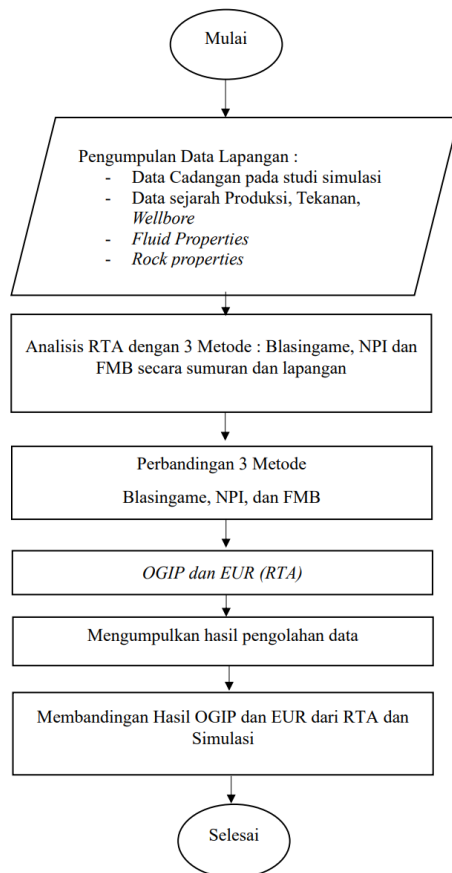 Mulai
Pengumpulan Data Lapangan :
- Data Cadangan pada studi simulasi
- Data sejarah Produksi, Tekanan,
Wellbore
- Fluid Properties
- Rock properties
Analisis RTA dengan 3 Metode : Blasingame, NPI dan
FMB secara sumuran dan lapangan
Perbandingan 3 Metode
Blasingame, NPI, dan FMB
OGIP dan EUR (RTA)
Mengumpulkan hasil pengolahan data
Membandingan Hasil OGIP dan EUR dari RTA dan
Simulasi
Selesai